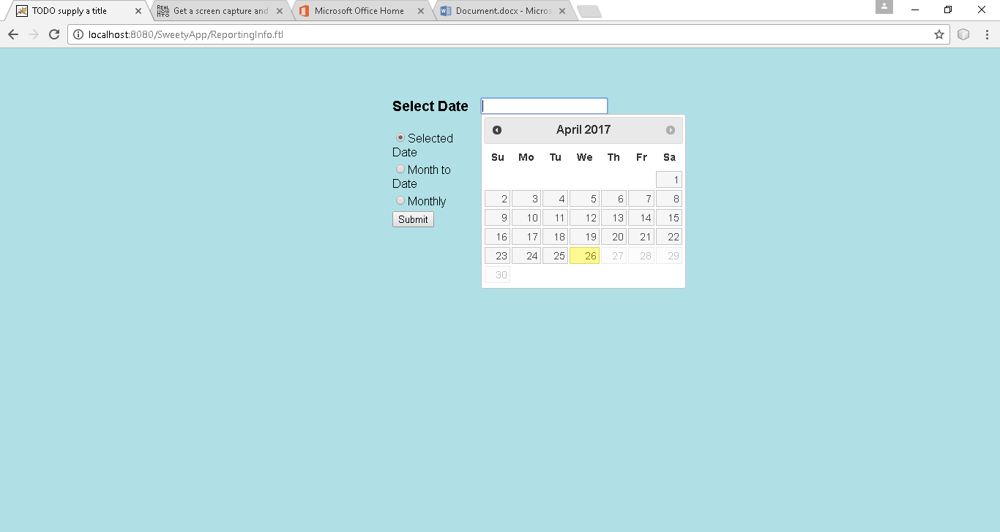 TODO supply a title
REAL HOW TO Get a screen capture and
Microsoft Office Home
Document.docx - Micros
localhost:8080/SweetyApp/ReportingInfo.ftl
Select Date
April 2017
Su Mo Tu We Th Fr Sa
1
2 3 4 5 6 7 8
9 10 11 12 13 14 15
16 17 18 19 20 21 22
23 24 25 26 27 28 29
30
Selected
Date
Month to
Date
Monthly
Submit